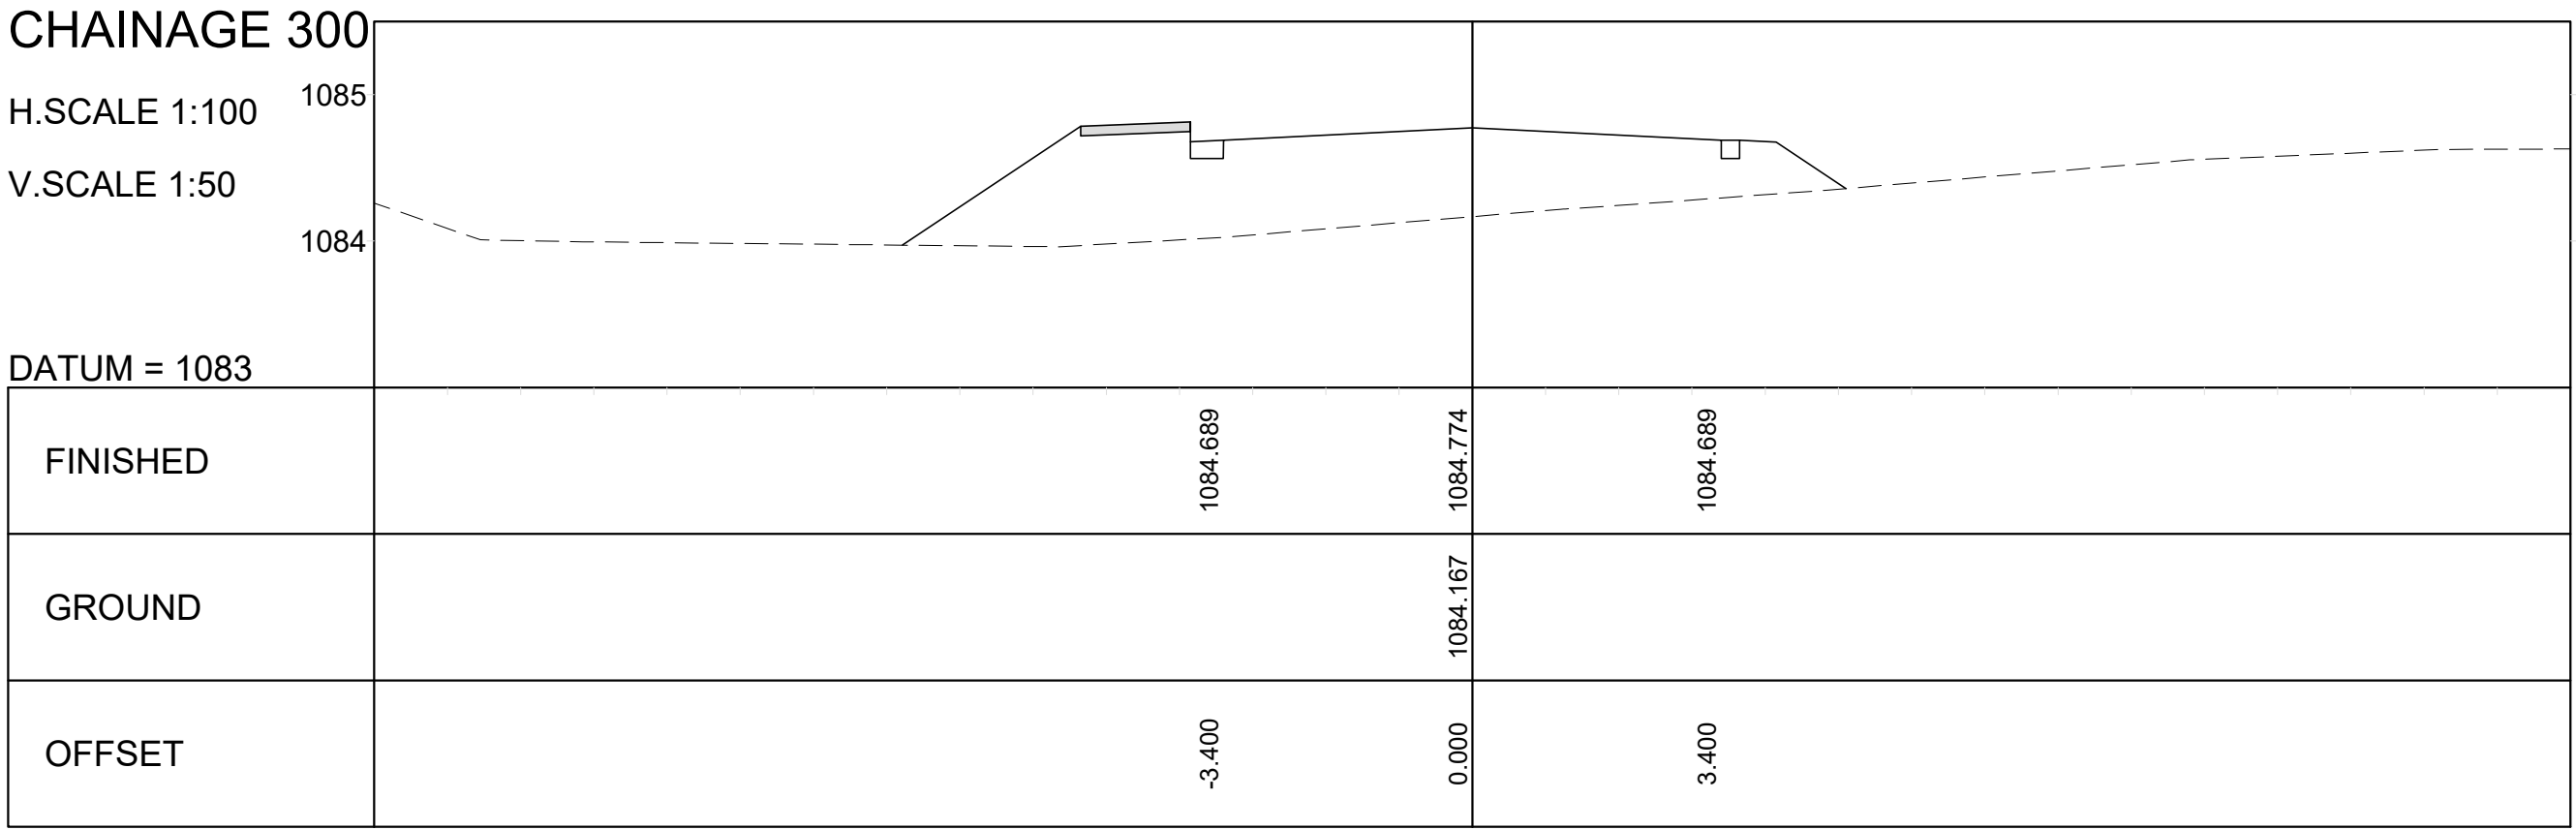 CHAINAGE 300
H.SCALE 1:100
1085
V.SCALE 1:50
1084
DATUM = 1083
FINISHED
1084.689
1084.774
1084.689
GROUND
1084.167
OFFSET
-3.400
0.000
3.400